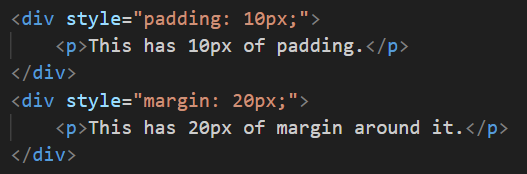 <div style="padding: 10px;">
    <p>This has 10px of padding.</p>
</div>
<div style="margin: 20px;">
    <p>This has 20px of margin around it.</p>
</div>